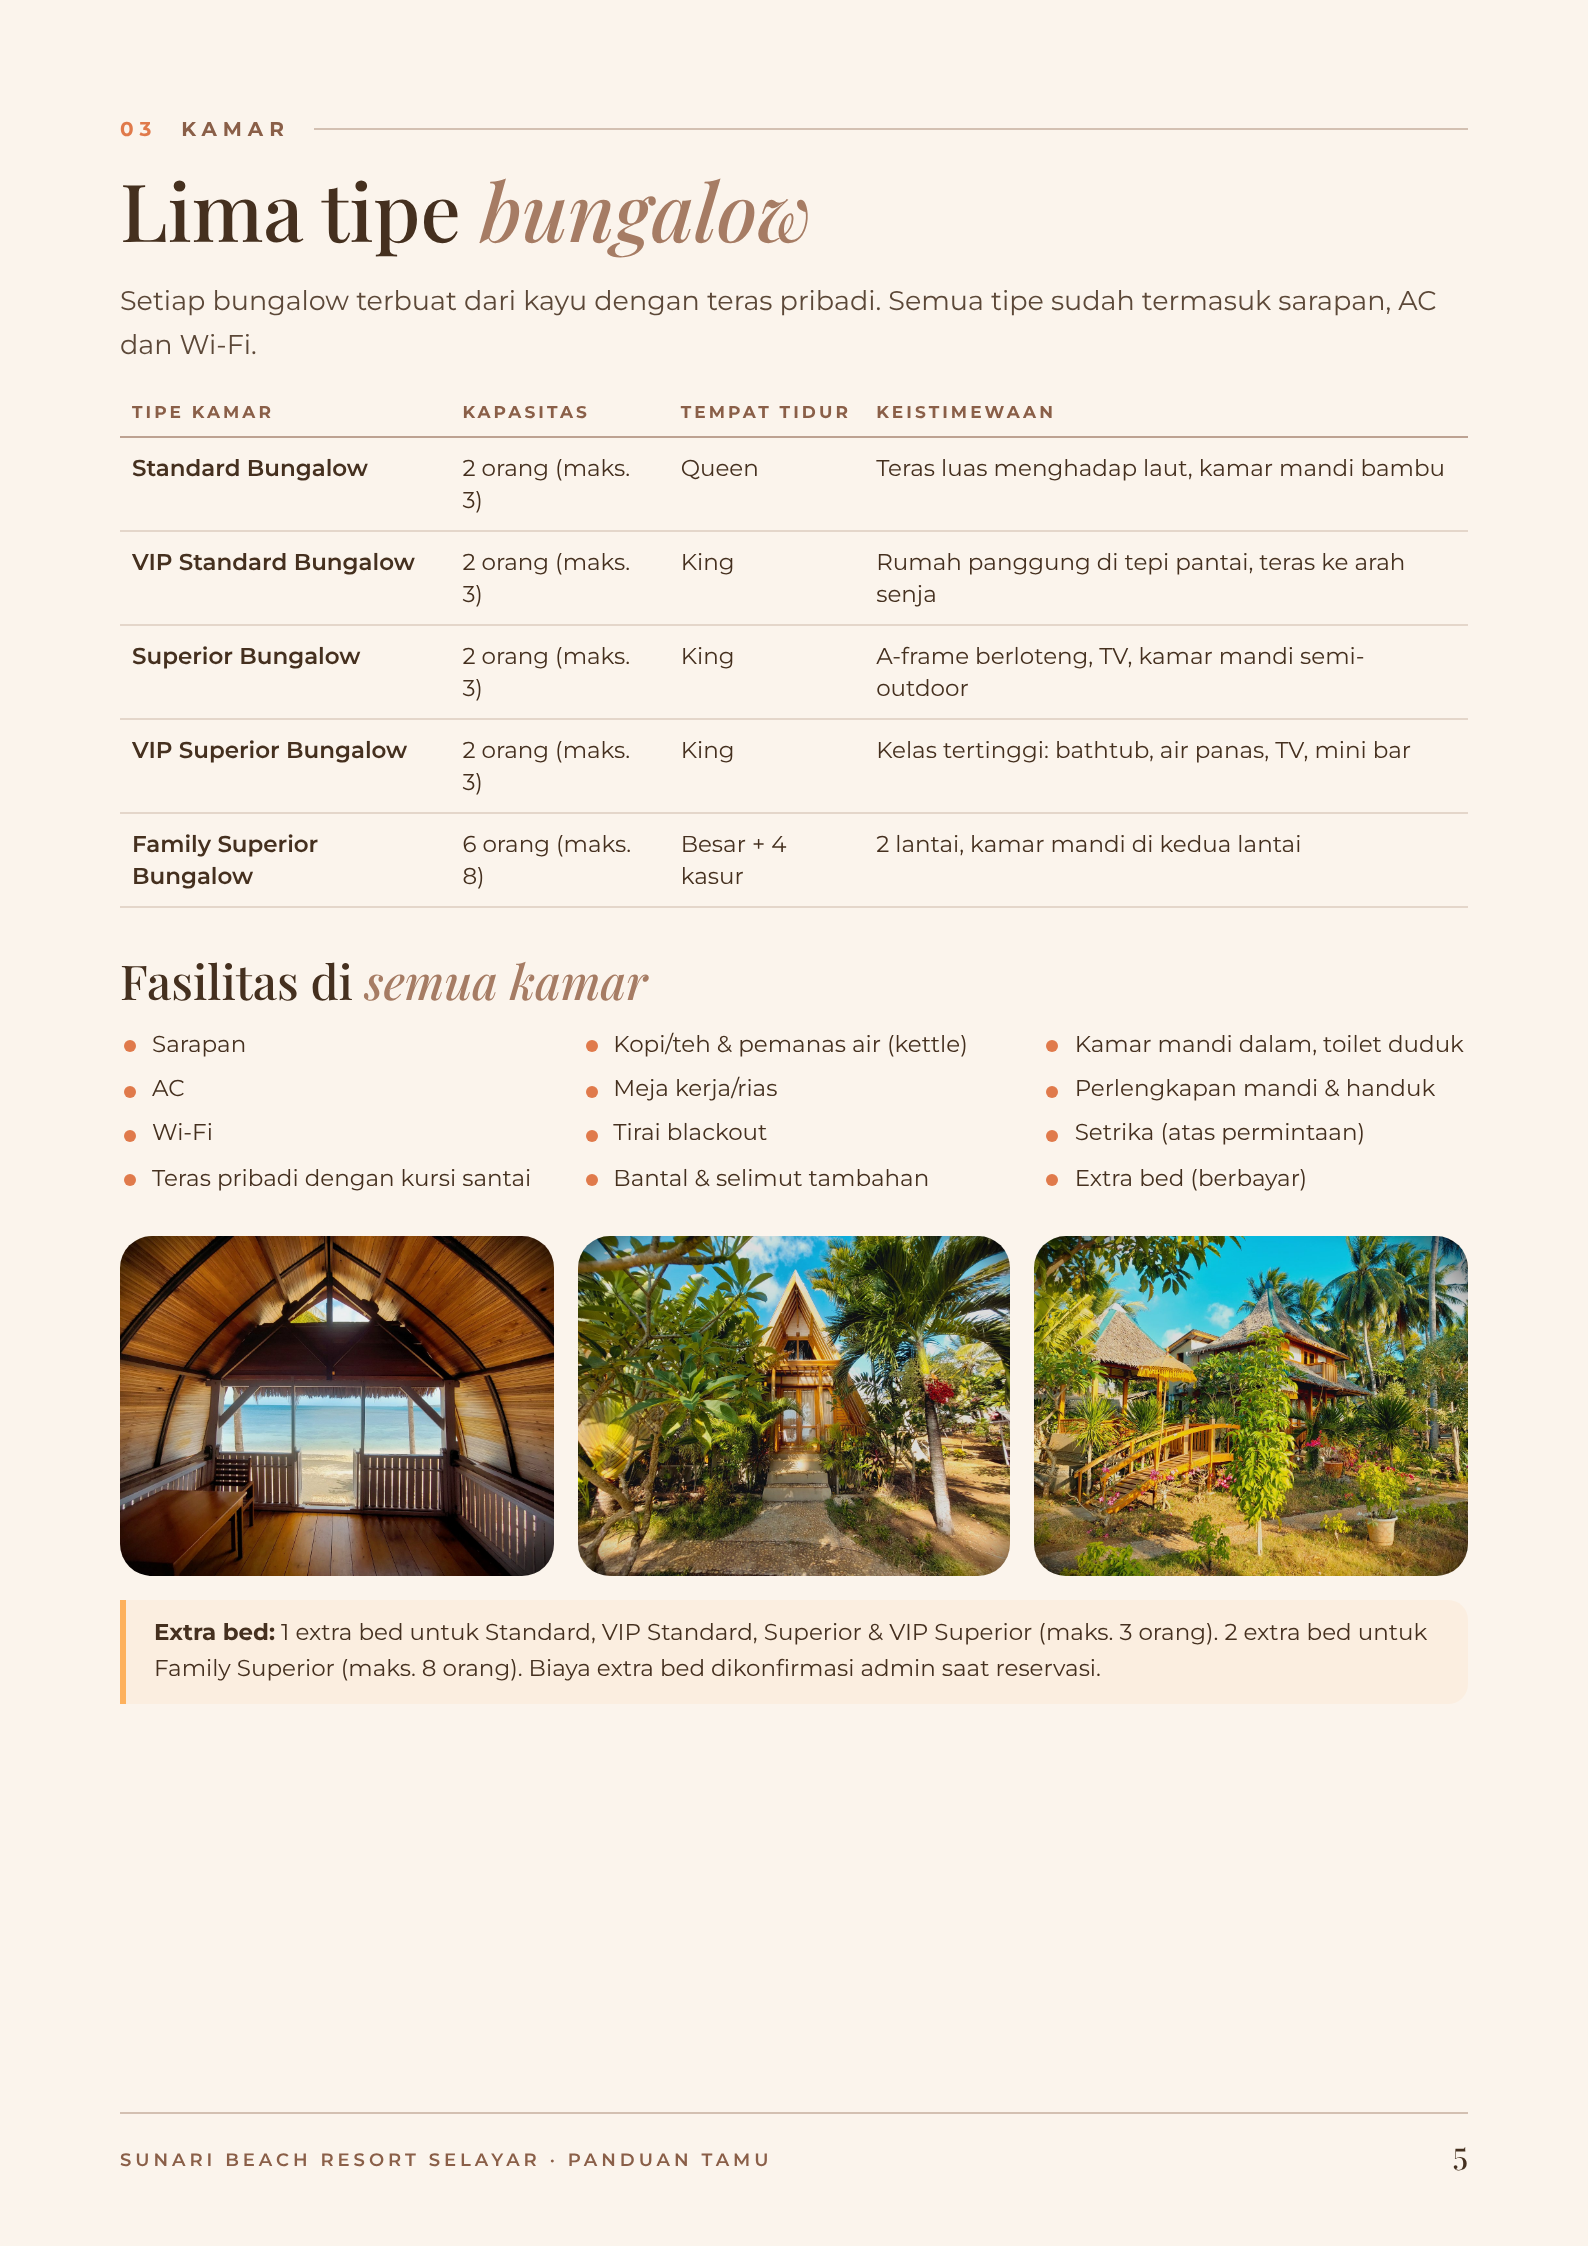 03 KAMAR
Lima tipe bungalow
Setiap bungalow terbuat dari kayu dengan teras pribadi. Semua tipe sudah termasuk sarapan, AC
dan Wi-Fi.
TIPE KAMAR KAPASITAS TEMPAT TIDUR KEISTIMEWAAN
Standard Bungalow 2 orang (maks. Queen Teras luas menghadap laut, kamar mandi bambu
3)
VIP Standard Bungalow 2 orang (maks. King Rumah panggung di tepi pantai, teras ke arah
3) senja
Superior Bungalow 2 orang (maks. King A-frame berloteng, TV, kamar mandi semi-
3) outdoor
VIP Superior Bungalow 2 orang (maks. King Kelas tertinggi: bathtub, air panas, TV, mini bar
3)
Family Superior 6 orang (maks. Besar + 4 2 lantai, kamar mandi di kedua lantai
Bungalow 8) kasur
Fasilitas di semua kamar
Sarapan
AC
Wi-Fi
Teras pribadi dengan kursi santai
Kopi/teh & pemanas air (kettle)
Meja kerja/rias
Tirai blackout
Bantal & selimut tambahan
Kamar mandi dalam, toilet duduk
Perlengkapan mandi & handuk
Setrika (atas permintaan)
Extra bed (berbayar)
Extra bed: 1 extra bed untuk Standard, VIP Standard, Superior & VIP Superior (maks. 3 orang). 2 extra bed untuk
Family Superior (maks. 8 orang). Biaya extra bed dikonfirmasi admin saat reservasi.
SUNARI BEACH RESORT SELAYAR · PANDUAN TAMU 5